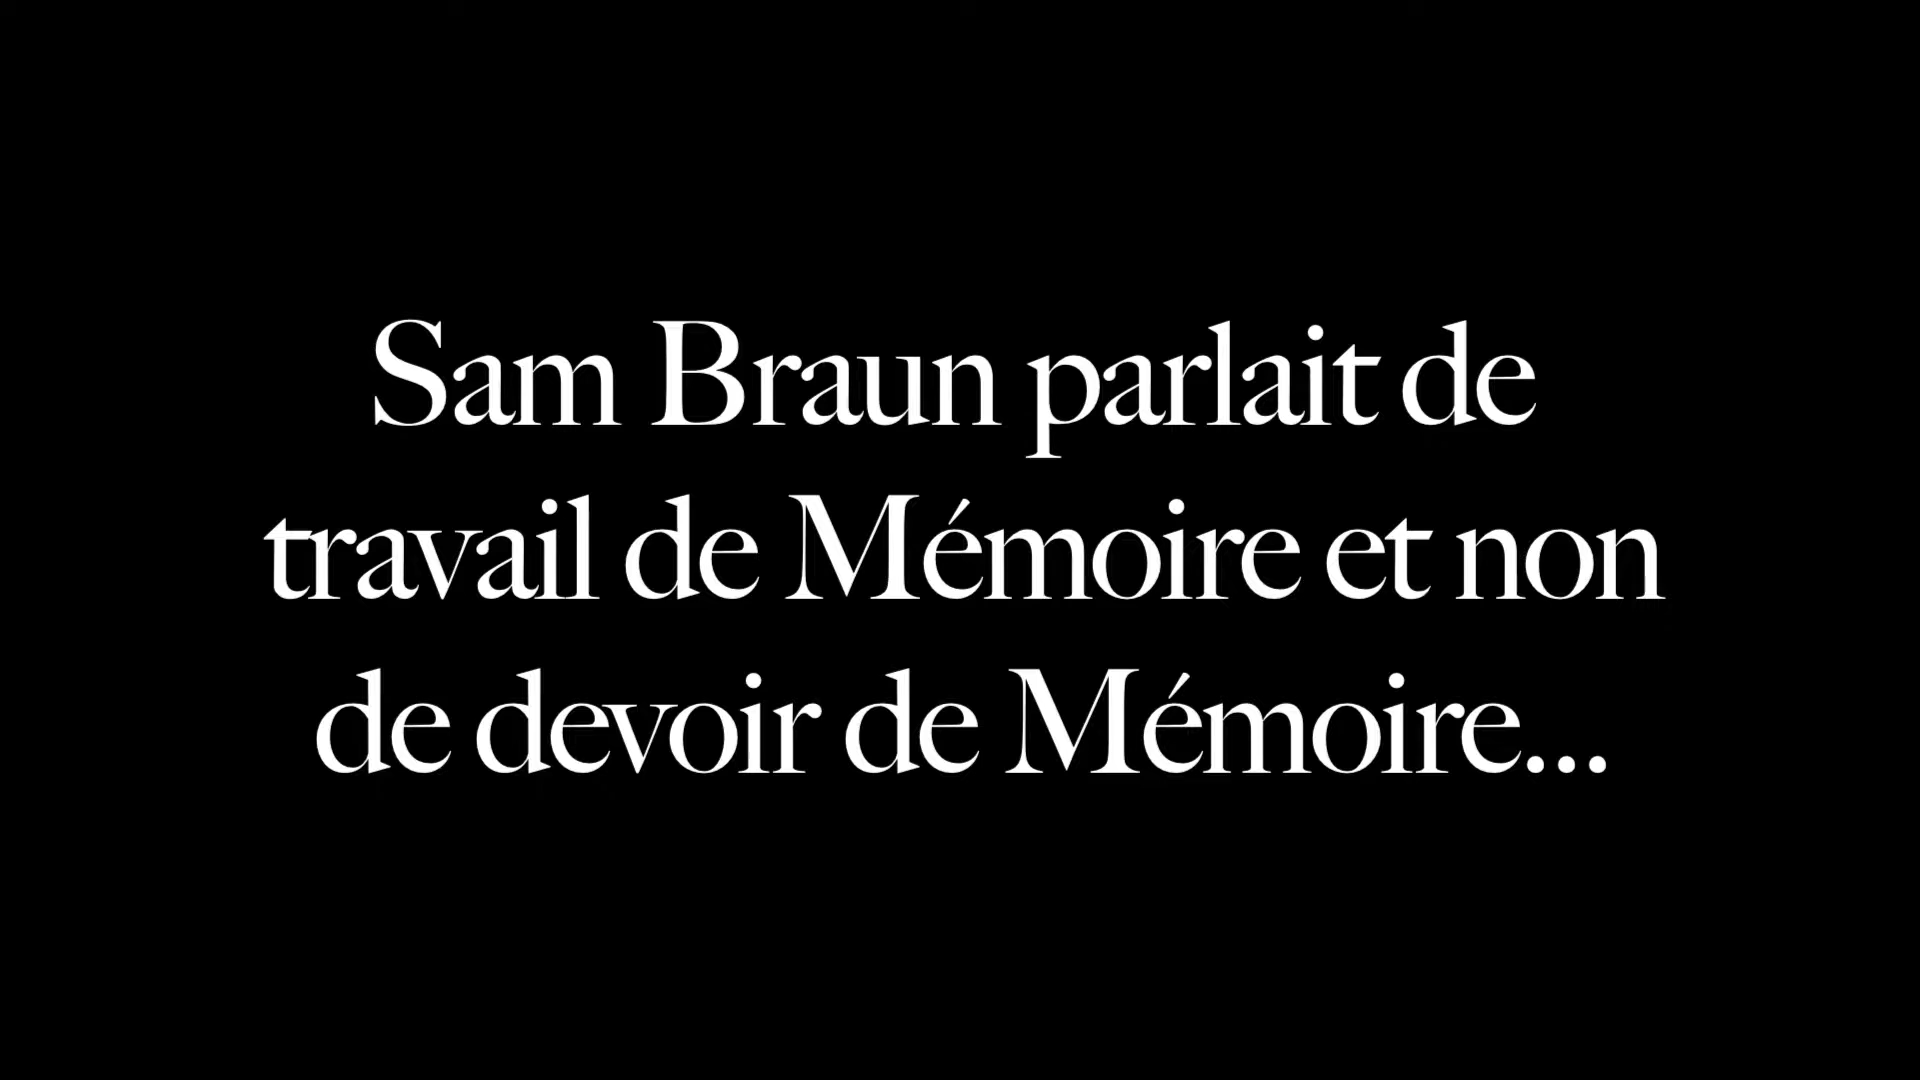 Sam Braun parlait de
travail de Mémoire et non
de devoir de Mémoire...